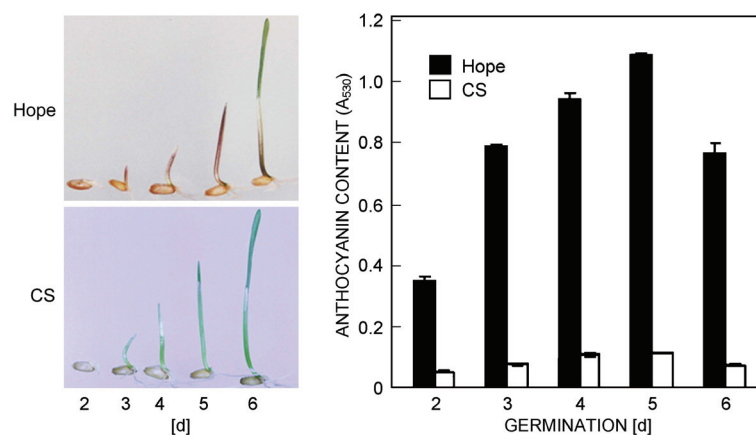 Hope
CS
2 3 4 5 6
[d]
ANTHOCYANIN CONTENT (A530)
1.2
1.0
0.8
0.6
0.4
0.2
0
Hope
CS
2 3 4 5 6
GERMINATION [d]